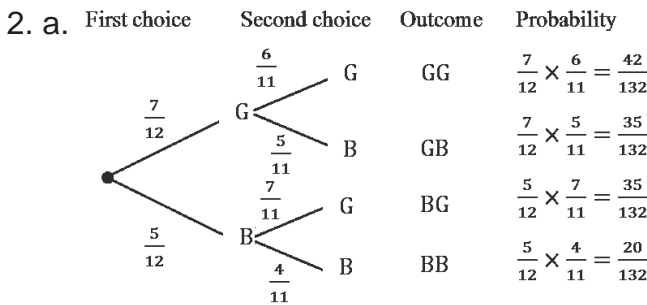 2. a. First choice Second choice Outcome Probability
6/11 G GG 7/12 × 6/11 = 42/132
7/12 G
5/11 B GB 7/12 × 5/11 = 35/132
7/11 G BG 5/12 × 7/11 = 35/132
5/12 B
4/11 B BB 5/12 × 4/11 = 20/132